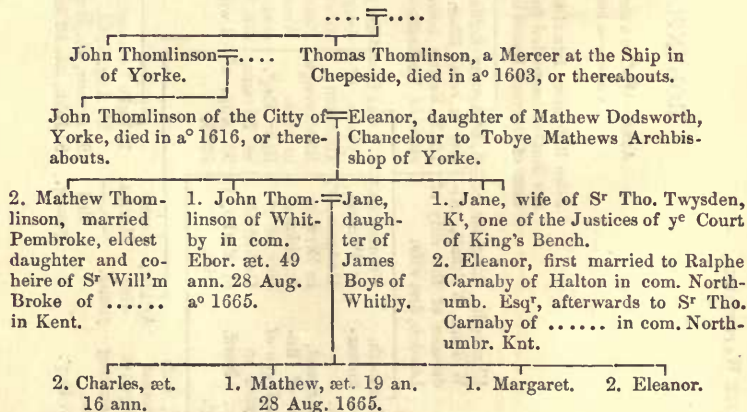 .... ....
John Thomlinson .... 
of Yorke.
Thomas Thomlinson, a Mercer at the Ship in
Chepeside, died in aº 1603, or thereabouts.
John Thomlinson of the Citty of
Yorke, died in aº 1616, or there-
abouts.
Eleanor, daughter of Mathew Dodsworth,
Chancelour to Tobye Mathews Archbis-
shop of Yorke.
2. Mathew Thom-
linson, married
Pembroke, eldest
daughter and co-
heire of Sʳ Will'm
Broke of ......
in Kent.
1. John Thom-
linson of Whit-
by in com.
Ebor. æt. 49
ann. 28 Aug.
aº 1665.
Jane,
daugh-
ter of
James
Boys of
Whitby.
1. Jane, wife of Sʳ Tho. Twysden,
Kᵗ, one of the Justices of yᵉ Court
of King's Bench.
2. Eleanor, first married to Ralphe
Carnaby of Halton in com. North-
umb. Esqʳ, afterwards to Sʳ Tho.
Carnaby of ...... in com. North-
umbr. Knt.
2. Charles, æt.
16 ann.
1. Mathew, æt. 19 an.
28 Aug. 1665.
1. Margaret.
2. Eleanor.